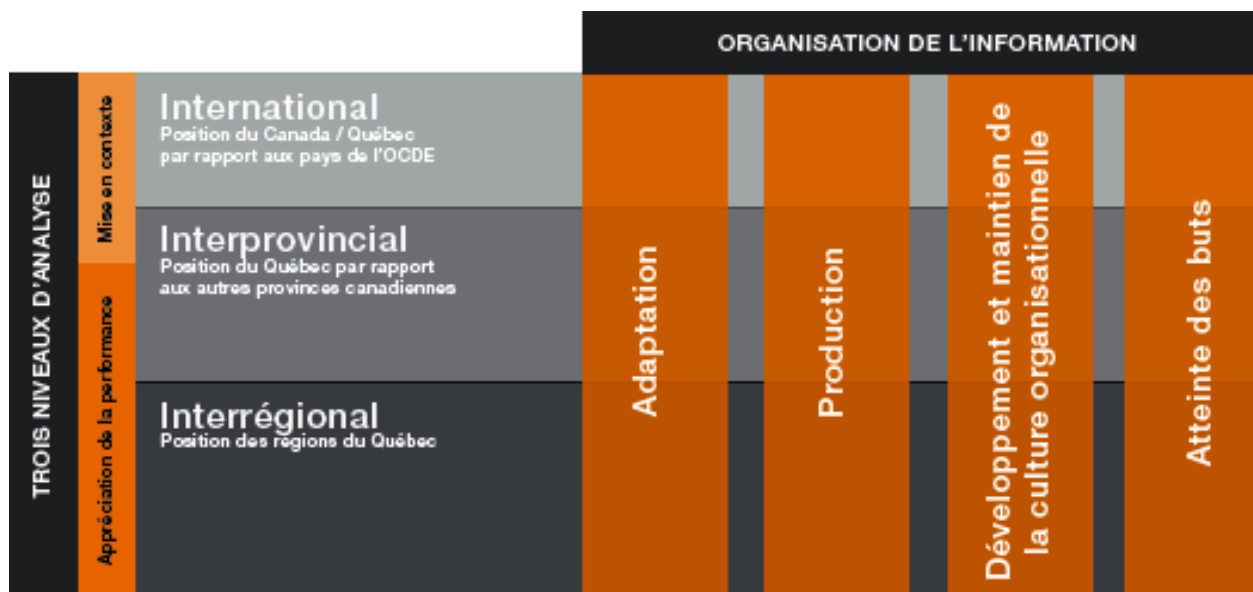 ORGANISATION DE L'INFORMATION
TROIS NIVEAUX D'ANALYSE
Mise en contexte
Appréciation de la performance
International
Position du Canada / Québec
par rapport aux pays de l'OCDE
Interprovincial
Position du Québec par rapport
aux autres provinces canadiennes
Interrégional
Position des régions du Québec
Adaptation
Production
Développement et maintien de
la culture organisationnelle
Atteinte des buts